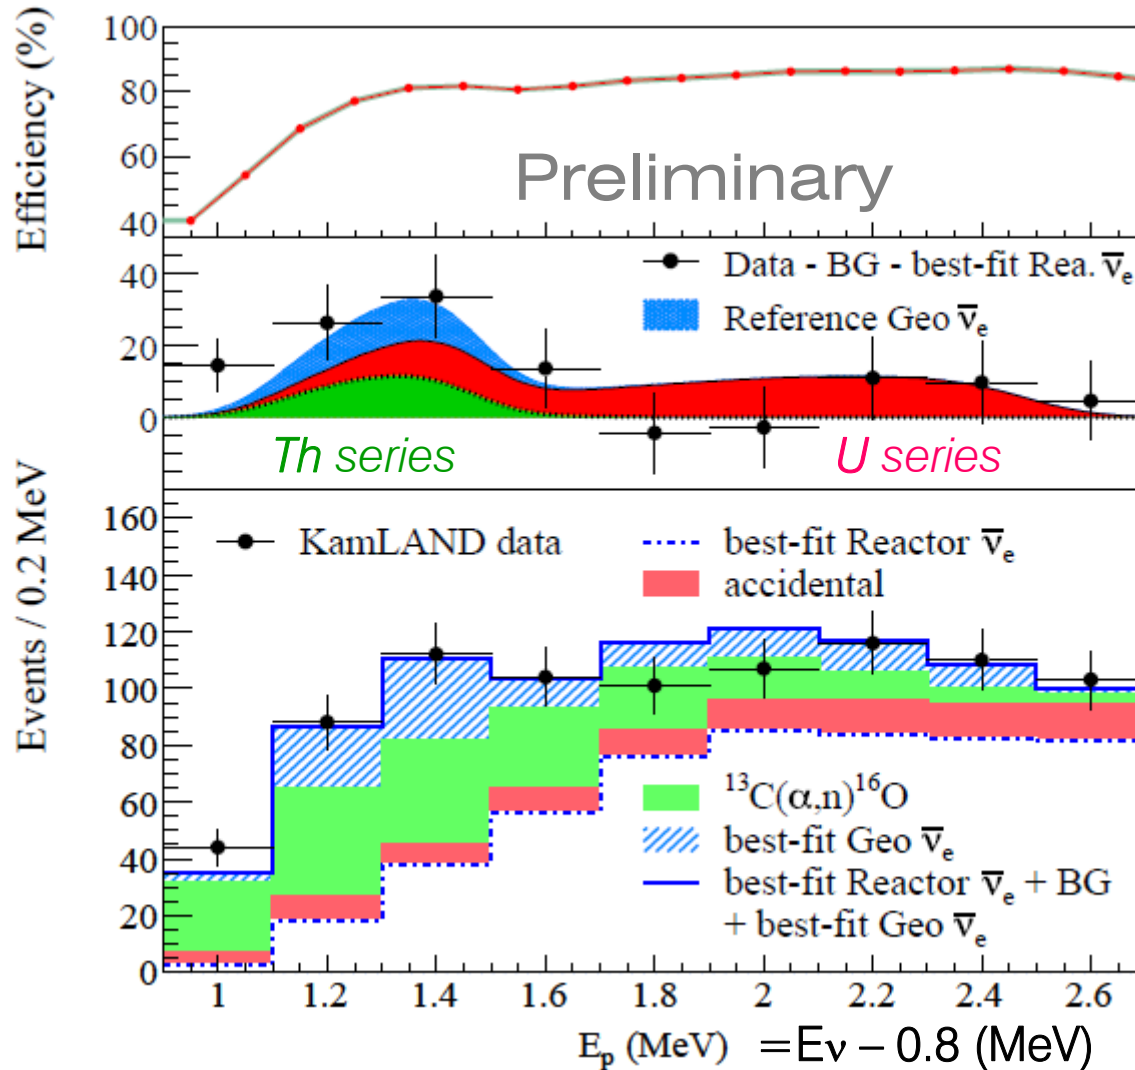 Efficiency (%)
100
80
60
40
Preliminary
40
20
0
Data - BG - best-fit Rea. ν̅e
Reference Geo ν̅e
Th series
U series
Events / 0.2 MeV
160
140
120
100
80
60
40
20
0
KamLAND data
best-fit Reactor ν̅e
accidental
¹³C(α,n)¹⁶O
best-fit Geo ν̅e
best-fit Reactor ν̅e + BG
+ best-fit Geo ν̅e
1 1.2 1.4 1.6 1.8 2 2.2 2.4 2.6
Ep (MeV) =Eν – 0.8 (MeV)